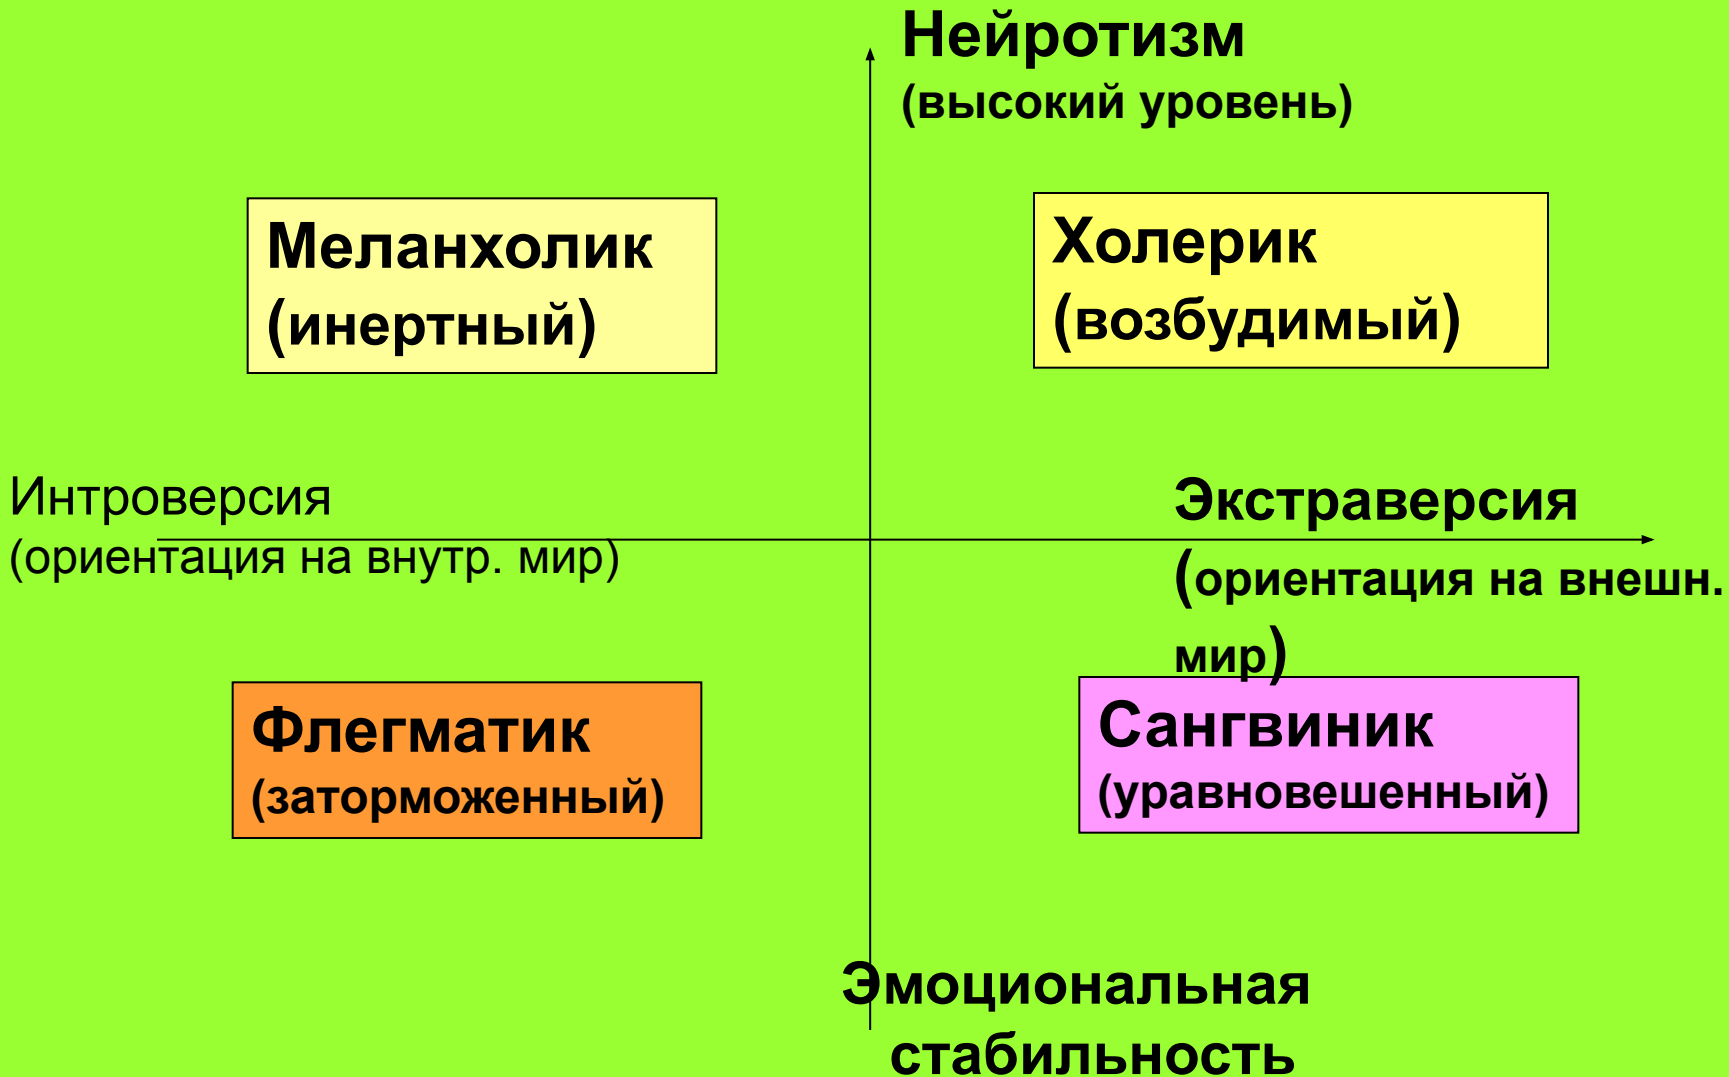 Нейротизм
(высокий уровень)
Меланхолик
(инертный)
Холерик
(возбудимый)
Интроверсия
(ориентация на внутр. мир)
Экстраверсия
(ориентация на внешн.
мир)
Флегматик
(заторможенный)
Сангвиник
(уравновешенный)
Эмоциональная
стабильность